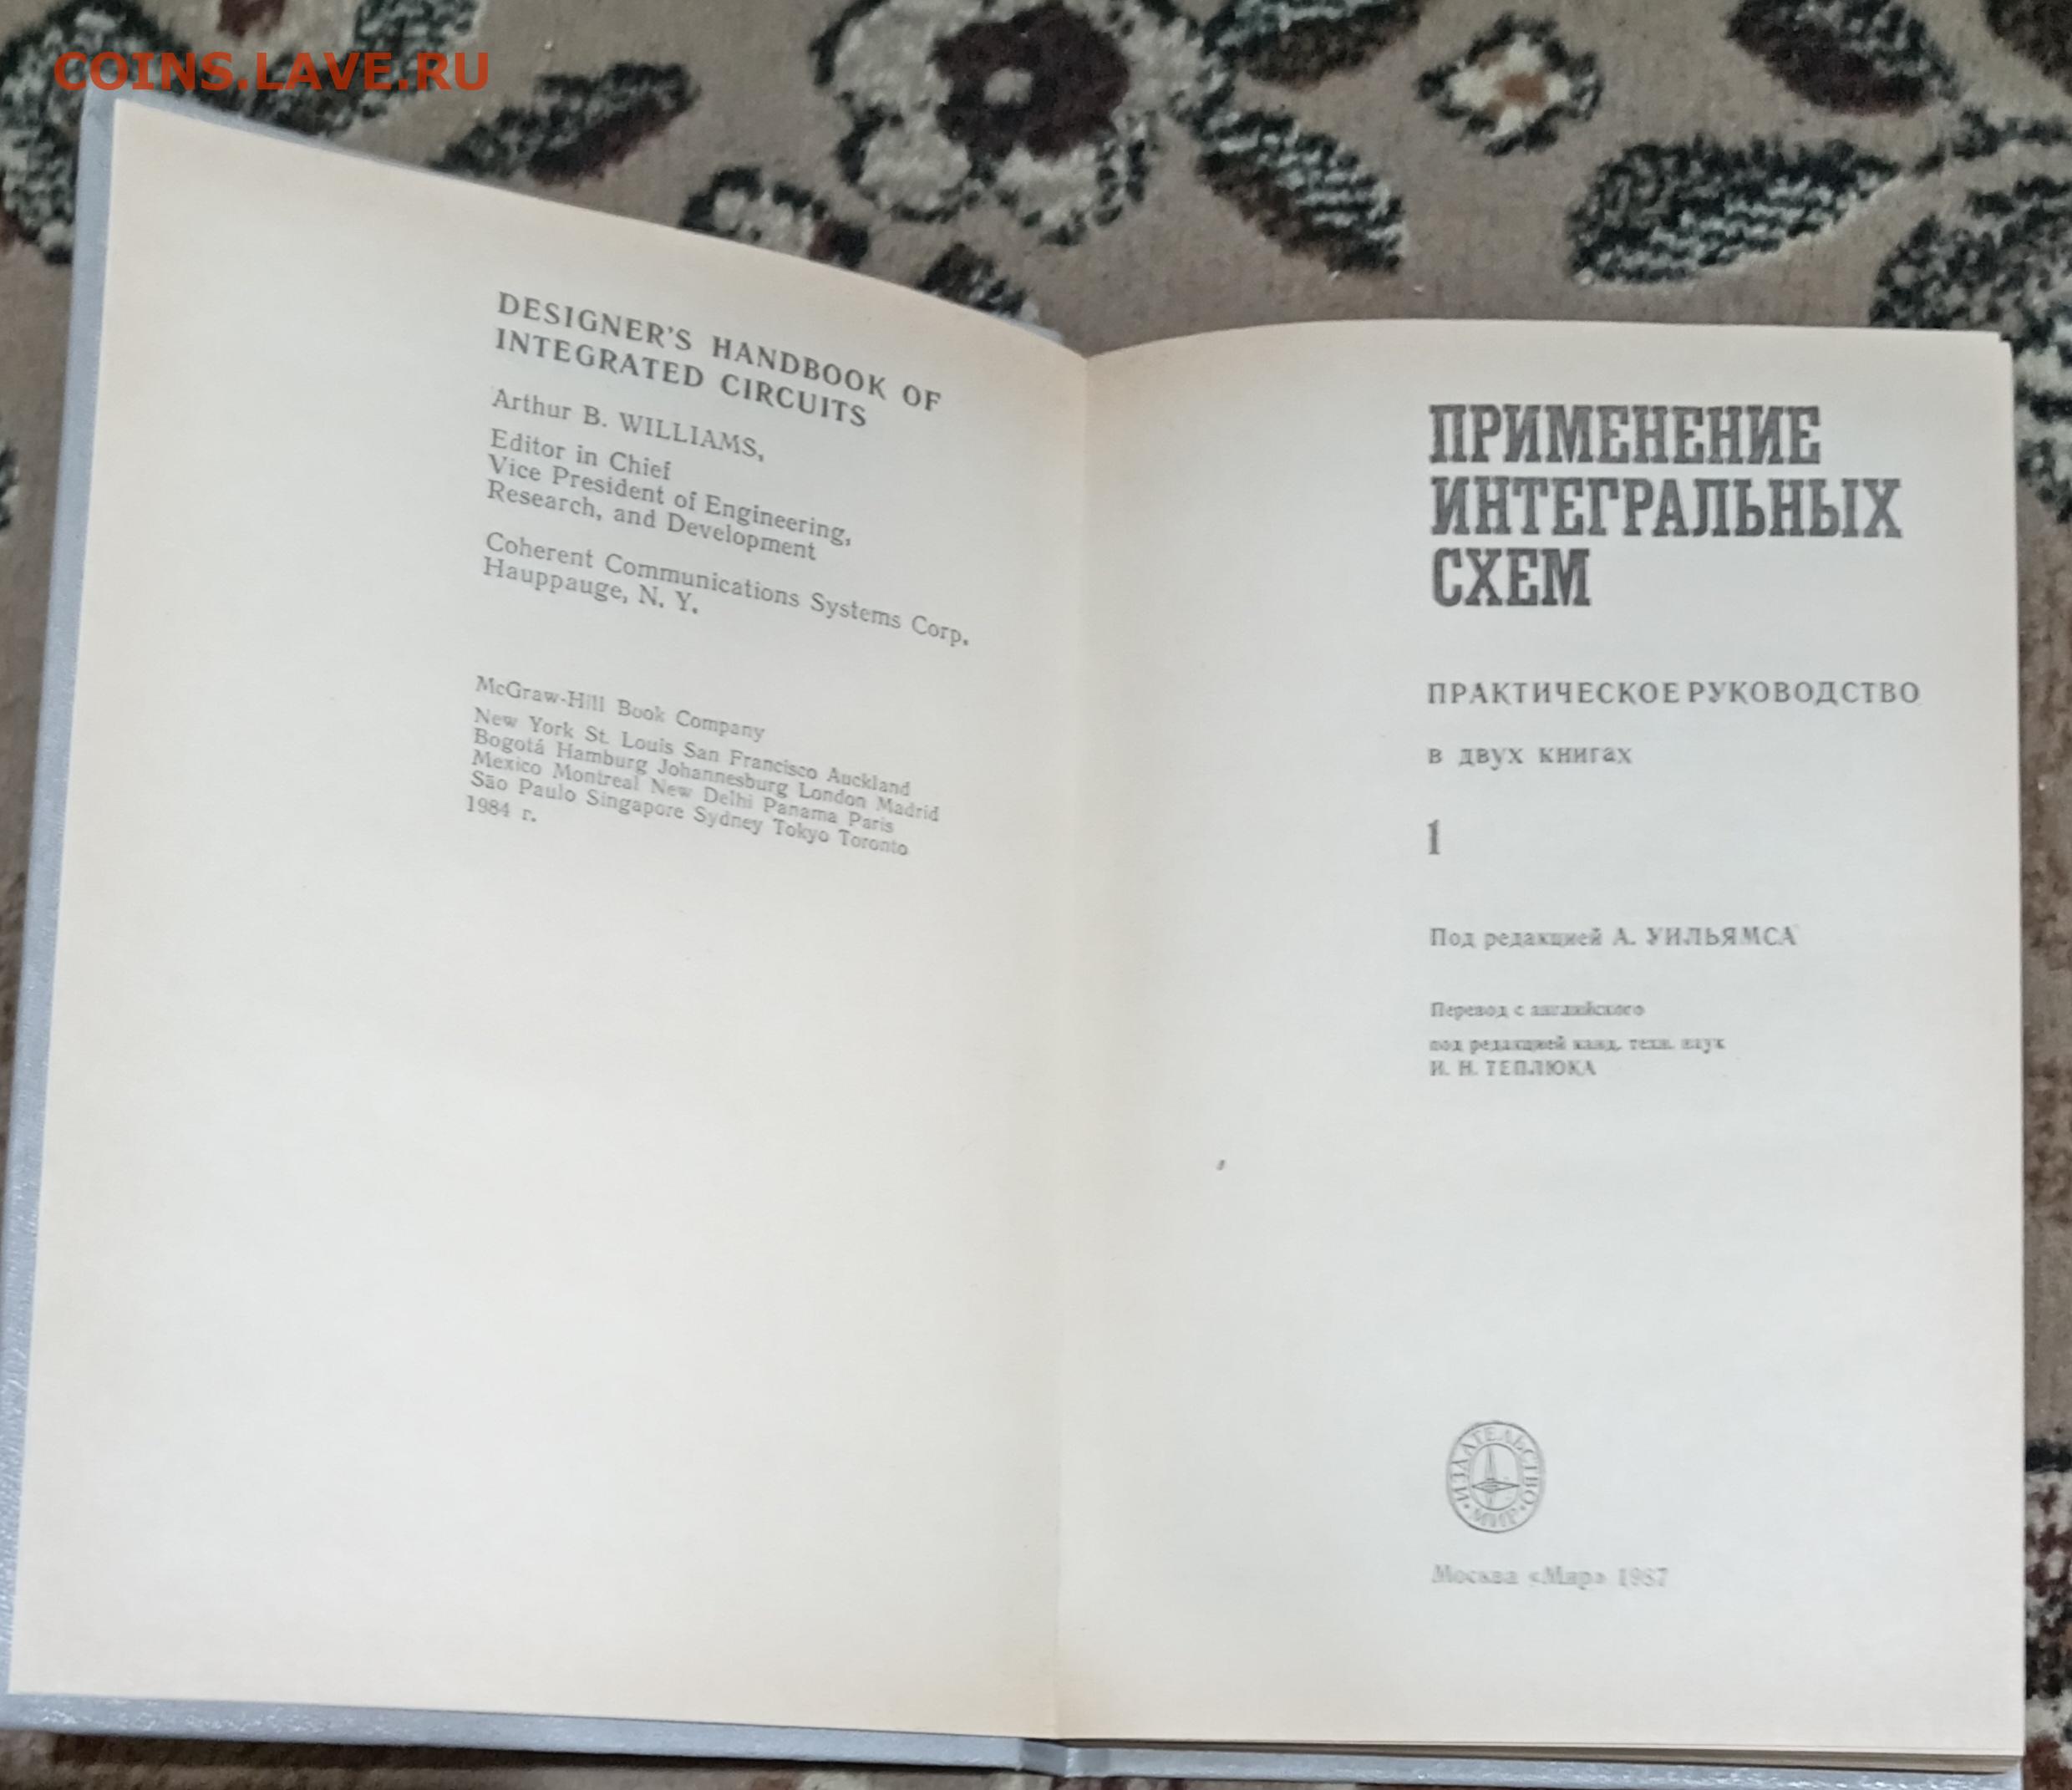 COINS.LAVE.RU
DESIGNER'S HANDBOOK OF
INTEGRATED CIRCUITS
Arthur B. WILLIAMS,
Editor in Chief
Vice President of Engineering,
Research, and Development
Coherent Communications Systems Corp.
Hauppauge, N. Y.
McGraw-Hill Book Company
New York St. Louis San Francisco Auckland
Bogotá Hamburg Johannesburg London Madrid
Mexico Montreal New Delhi Panama Paris
São Paulo Singapore Sydney Tokyo Toronto
1984 г.
ПРИМЕНЕНИЕ
ИНТЕГРАЛЬНЫХ
СХЕМ
ПРАКТИЧЕСКОЕ РУКОВОДСТВО
в двух книгах
1
Под редакцией А. УИЛЬЯМСА
Перевод с английского
под редакцией канд. техн. наук
И. Н. ТЕПЛЮКА
ИЗДАТЕЛЬСТВО
МИР
Москва «Мир» 1987